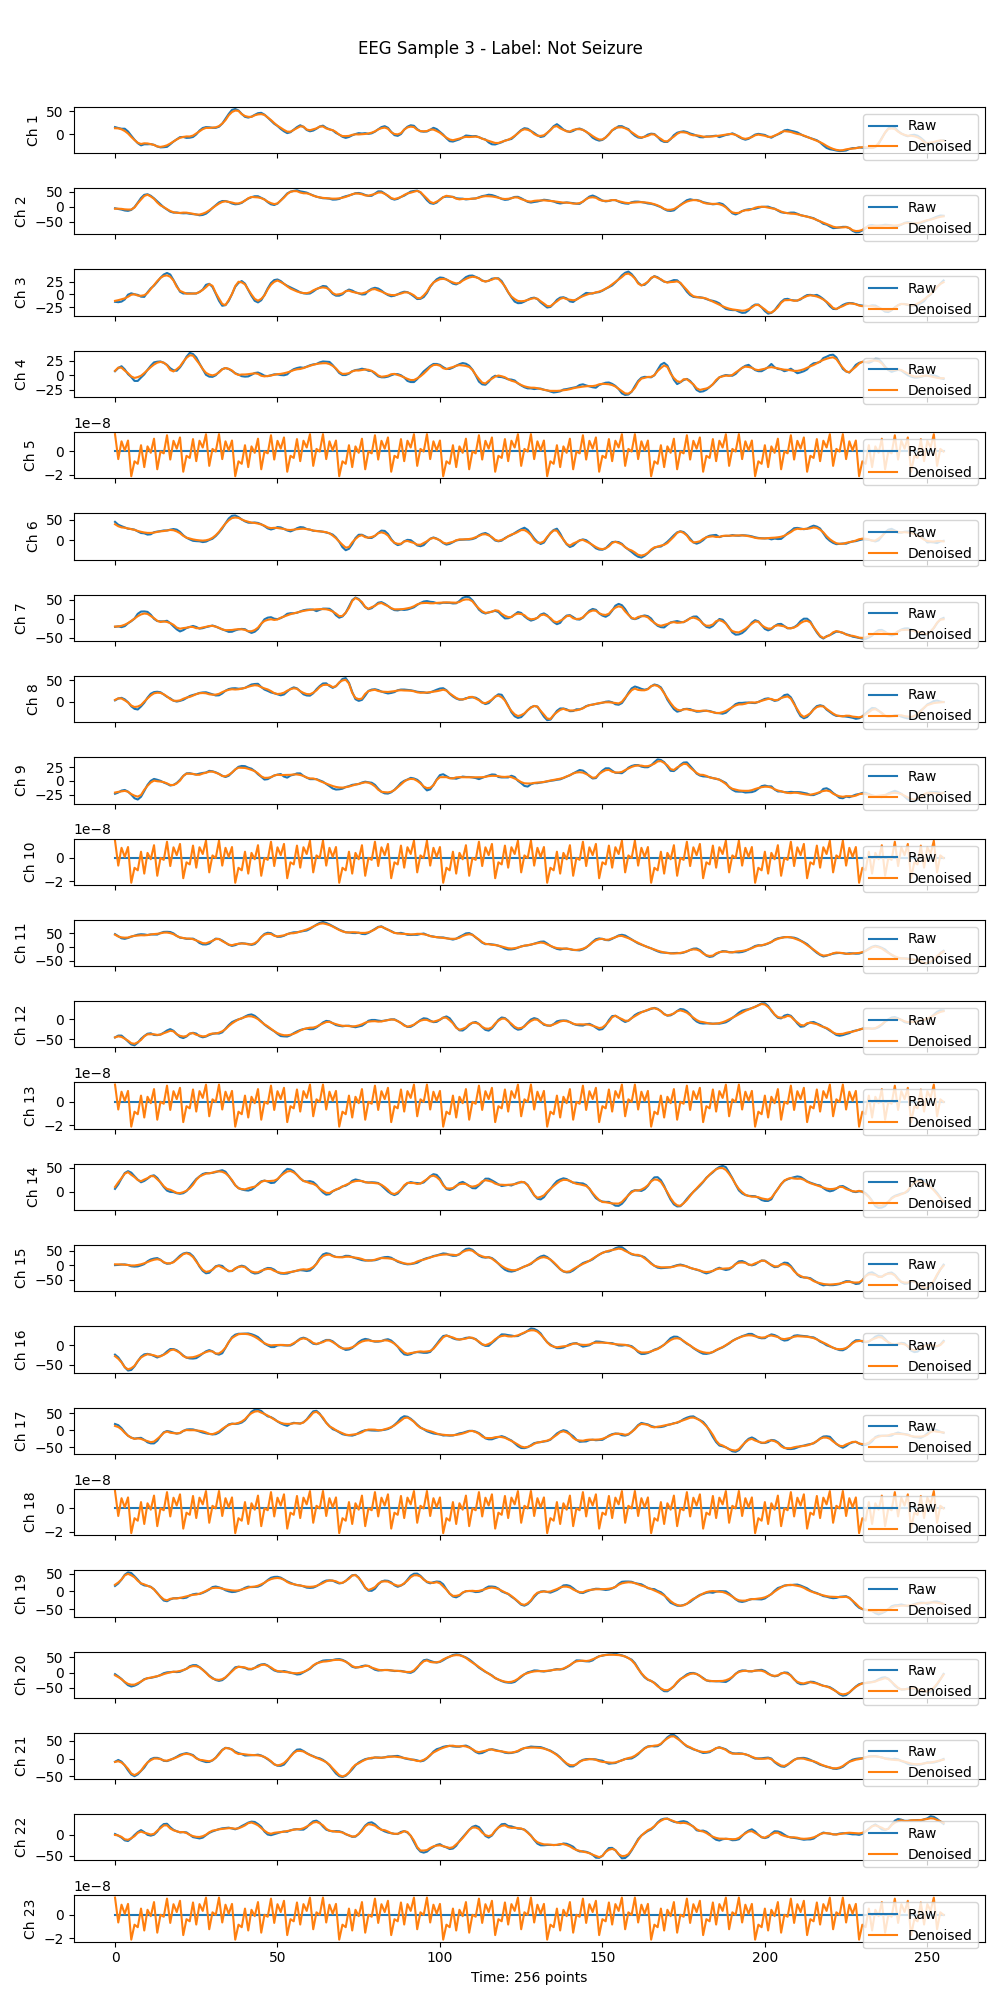 EEG Sample 3 - Label: Not Seizure
Ch 1
50
0
Raw
Denoised
Ch 2
50
0
−50
Raw
Denoised
Ch 3
25
0
−25
Raw
Denoised
Ch 4
25
0
−25
Raw
Denoised
1e−8
Ch 5
0
−2
Raw
Denoised
Ch 6
50
0
Raw
Denoised
Ch 7
50
0
−50
Raw
Denoised
Ch 8
50
0
Raw
Denoised
Ch 9
25
0
−25
Raw
Denoised
1e−8
Ch 10
0
−2
Raw
Denoised
Ch 11
50
0
−50
Raw
Denoised
Ch 12
0
−50
Raw
Denoised
1e−8
Ch 13
0
−2
Raw
Denoised
Ch 14
50
0
Raw
Denoised
Ch 15
50
0
−50
Raw
Denoised
Ch 16
0
−50
Raw
Denoised
Ch 17
50
0
−50
Raw
Denoised
1e−8
Ch 18
0
−2
Raw
Denoised
Ch 19
50
0
−50
Raw
Denoised
Ch 20
50
0
−50
Raw
Denoised
Ch 21
50
0
−50
Raw
Denoised
Ch 22
0
−50
Raw
Denoised
1e−8
Ch 23
0
−2
Raw
Denoised
0 50 100 150 200 250
Time: 256 points